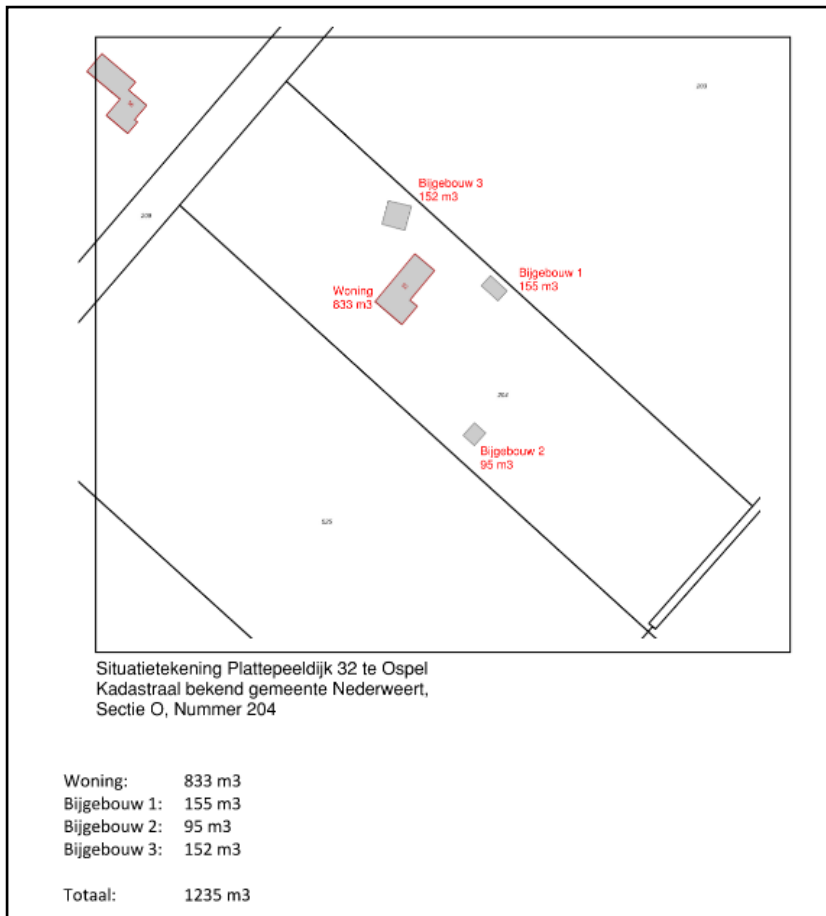 203
Bijgebouw 3
152 m3
209
Bijgebouw 1
155 m3
Woning
833 m3
204
Bijgebouw 2
95 m3
525
Situatietekening Plattepeeldijk 32 te Ospel
Kadastraal bekend gemeente Nederweert,
Sectie O, Nummer 204
Woning: 833 m3
Bijgebouw 1: 155 m3
Bijgebouw 2: 95 m3
Bijgebouw 3: 152 m3
Totaal: 1235 m3